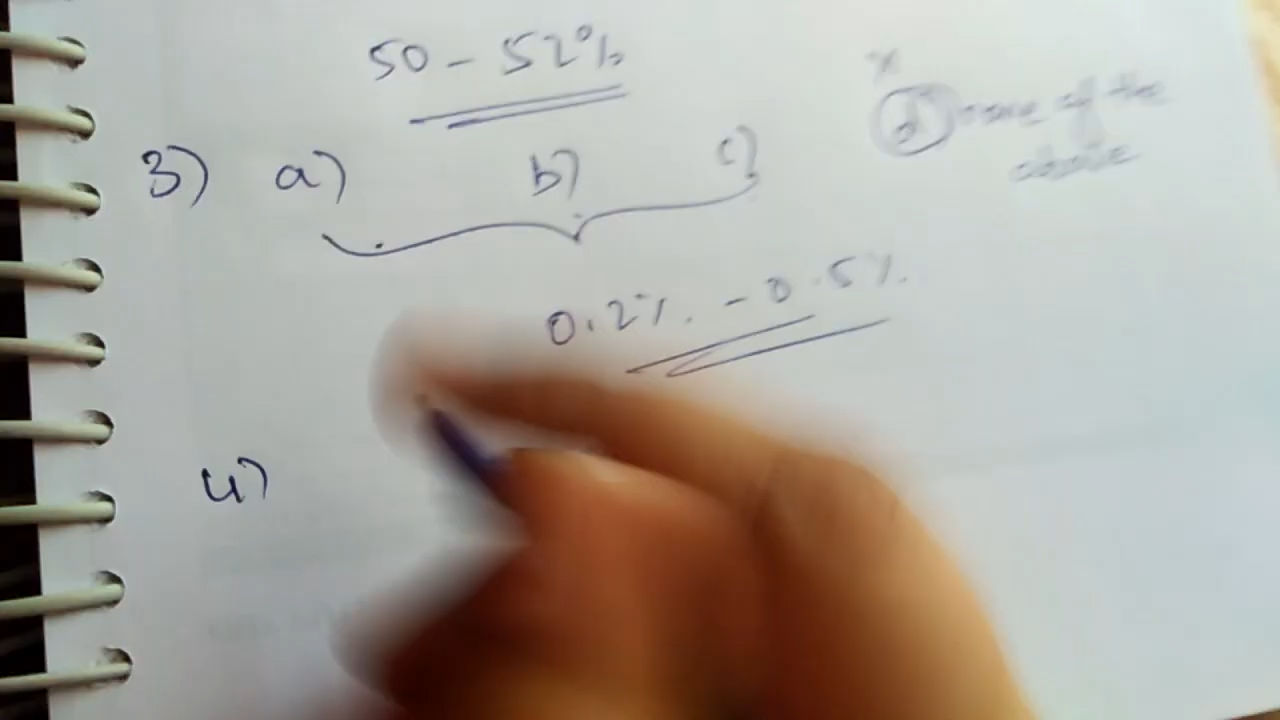 50 - 52%
3) a) b) c) d) none of the above
0.2% - 0.5%
4)